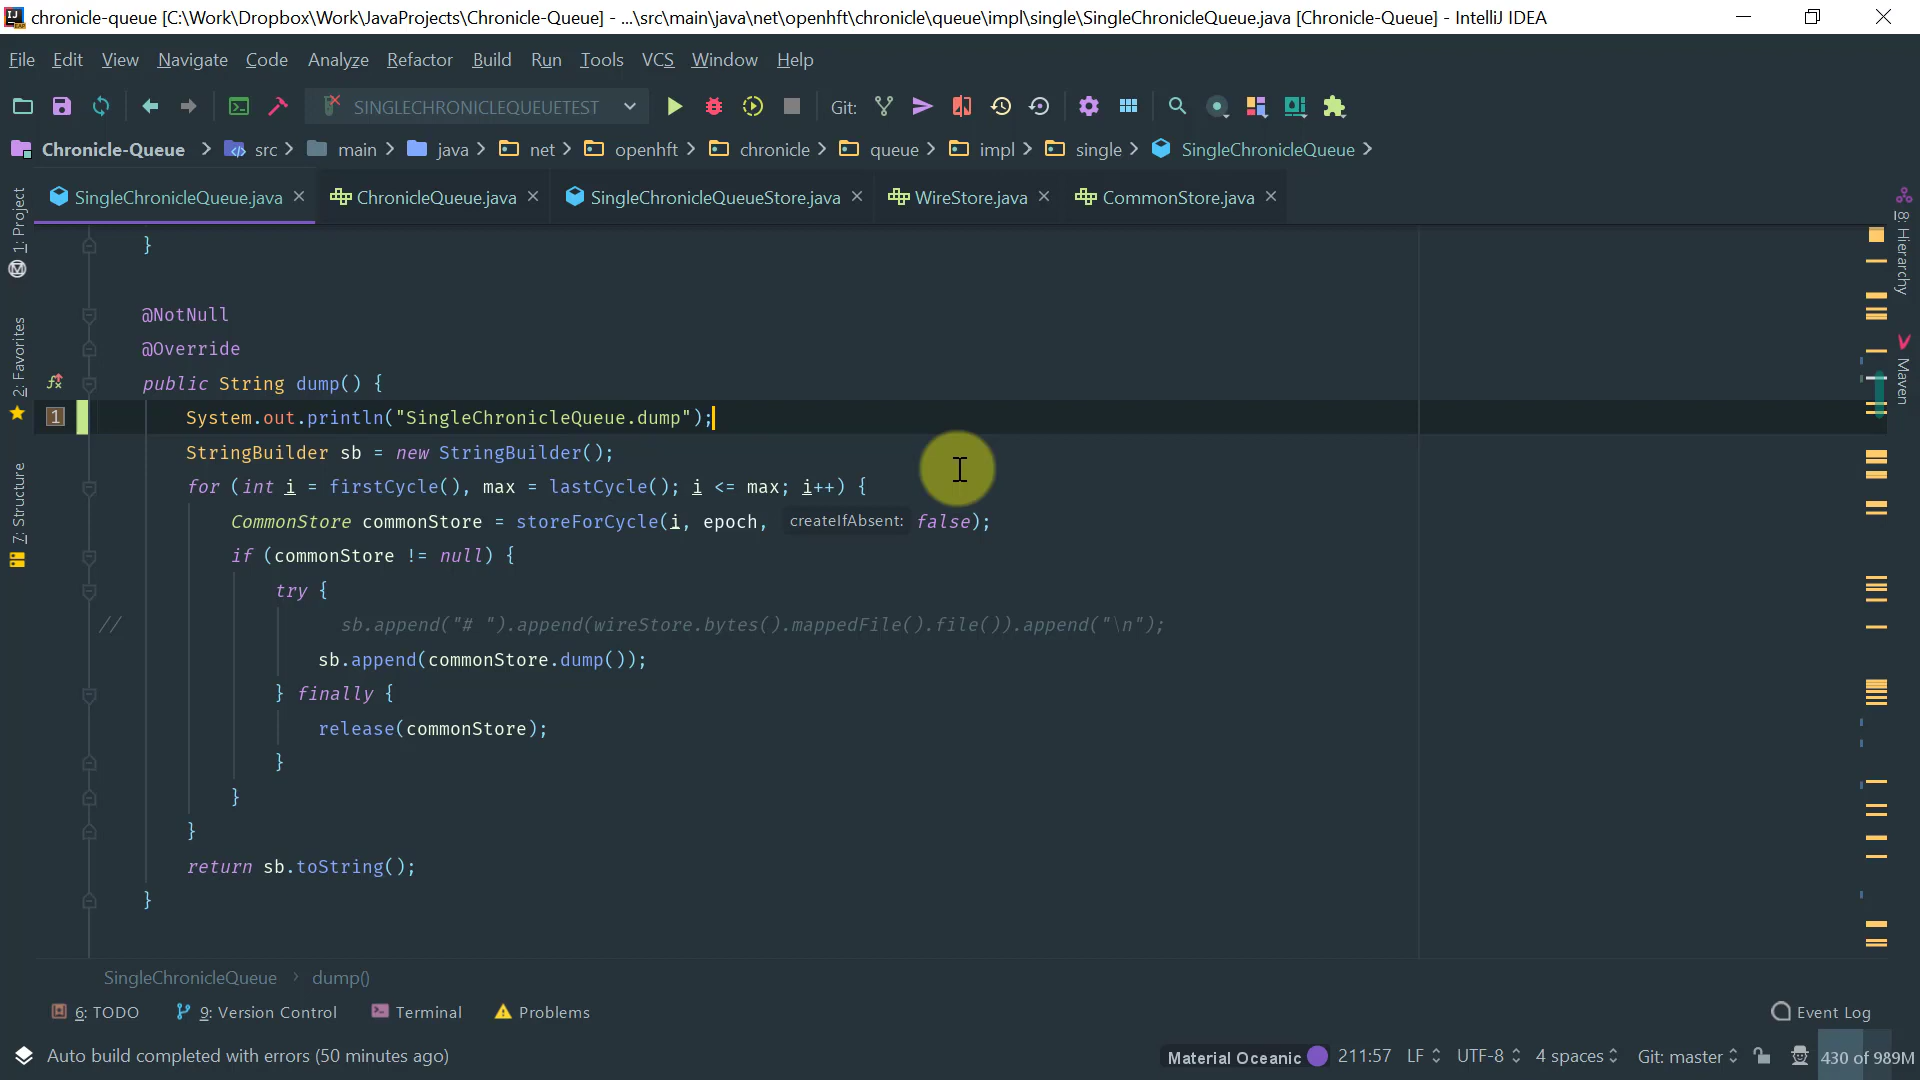 chronicle-queue [C:\Work\Dropbox\Work\JavaProjects\Chronicle-Queue] - ...\src\main\java\net\openhft\chronicle\queue\impl\single\SingleChronicleQueue.java [Chronicle-Queue] - IntelliJ IDEA
File Edit View Navigate Code Analyze Refactor Build Run Tools VCS Window Help
SINGLECHRONICLEQUEUETEST Git:
Chronicle-Queue src main java net openhft chronicle queue impl single SingleChronicleQueue
SingleChronicleQueue.java ChronicleQueue.java SingleChronicleQueueStore.java WireStore.java CommonStore.java
1: Project
2: Favorites
7: Structure
8: Hierarchy
Maven
}
@NotNull
@Override
public String dump() {
1 System.out.println("SingleChronicleQueue.dump");
StringBuilder sb = new StringBuilder();
for (int i = firstCycle(), max = lastCycle(); i <= max; i++) {
CommonStore commonStore = storeForCycle(i, epoch, createIfAbsent: false);
if (commonStore != null) {
try {
// sb.append("# ").append(wireStore.bytes().mappedFile().file()).append("\n");
sb.append(commonStore.dump());
} finally {
release(commonStore);
}
}
}
return sb.toString();
}
SingleChronicleQueue dump()
6: TODO 9: Version Control Terminal Problems Event Log
Auto build completed with errors (50 minutes ago) Material Oceanic 211:57 LF UTF-8 4 spaces Git: master 430 of 989M